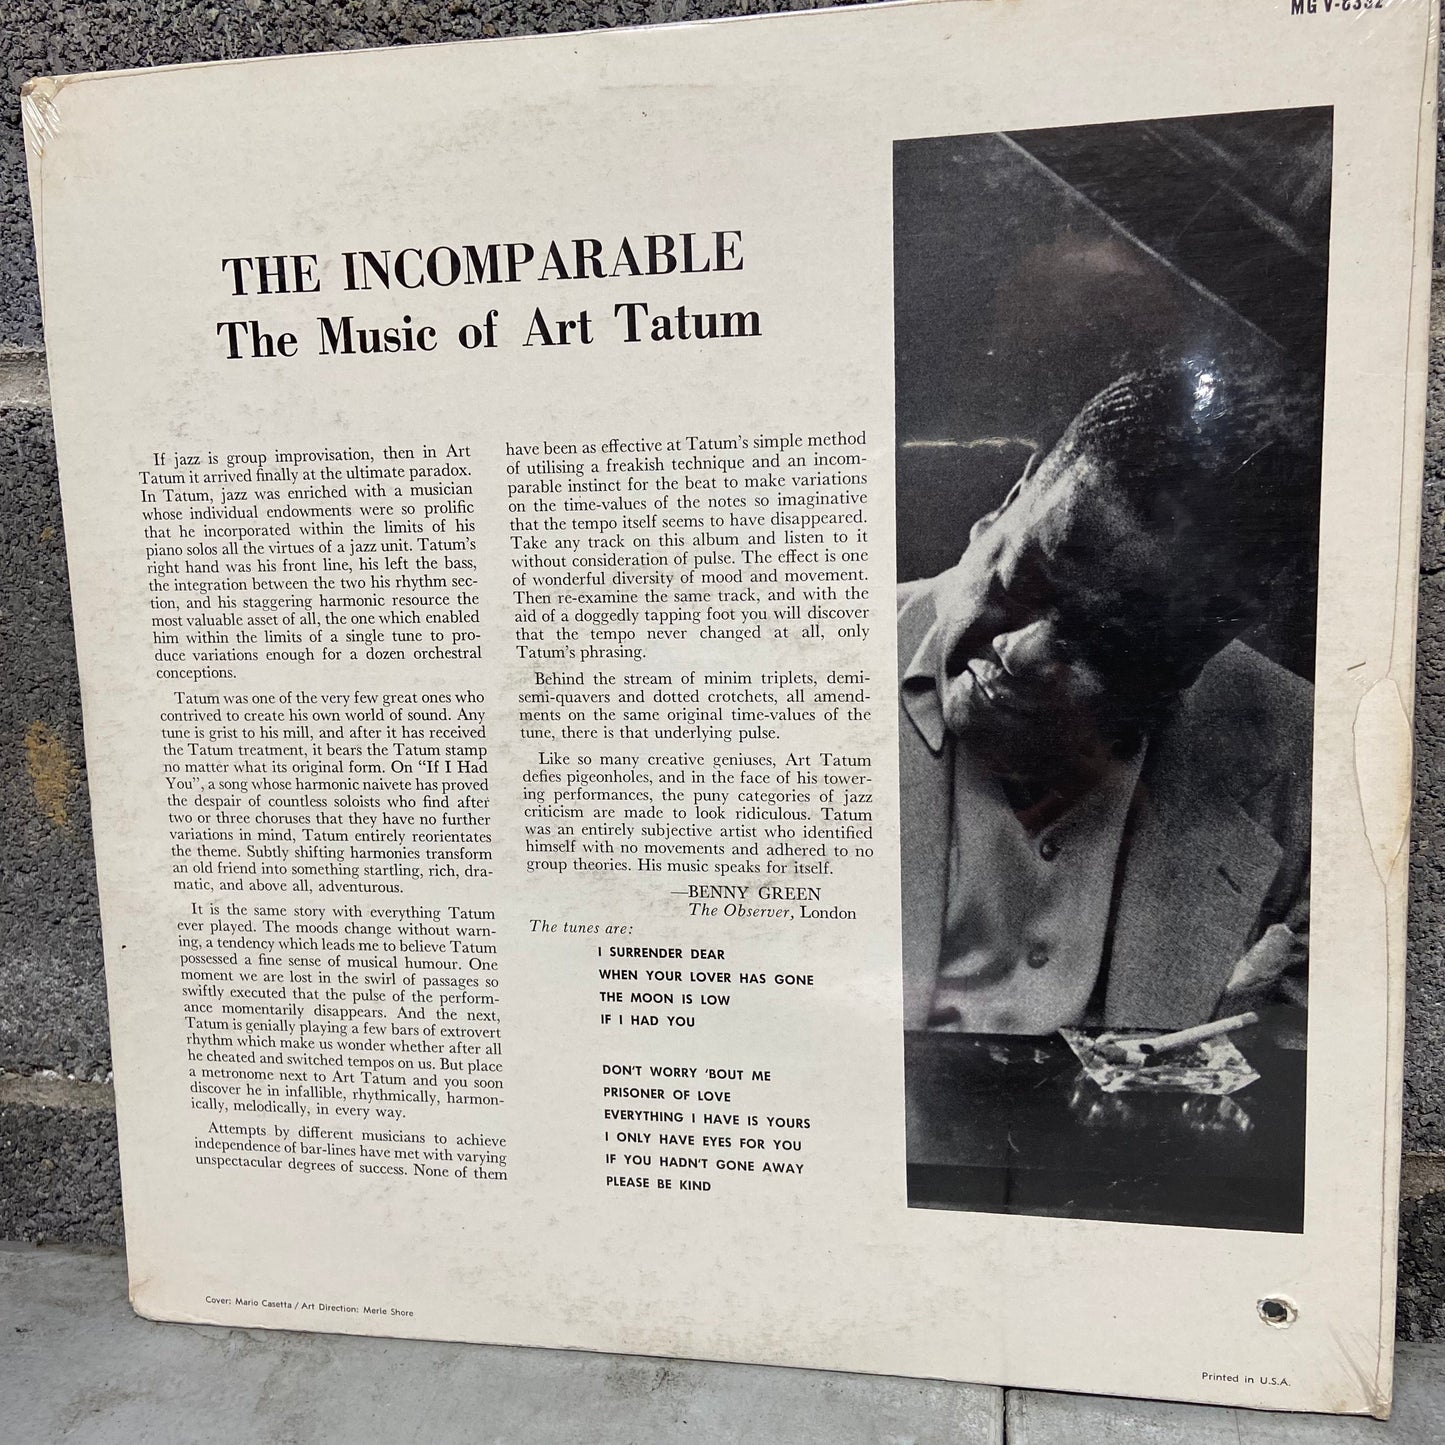 THE INCOMPARABLE
The Music of Art Tatum
If jazz is group improvisation, then in Art
Tatum it arrived finally at the ultimate paradox.
In Tatum, jazz was enriched with a musician
whose individual endowments were so prolific
that he incorporated within the limits of his
piano solos all the virtues of a jazz unit. Tatum's
right hand was his front line, his left the bass,
the integration between the two his rhythm sec-
tion, and his staggering harmonic resource the
most valuable asset of all, the one which enabled
him within the limits of a single tune to pro-
duce variations enough for a dozen orchestral
conceptions.
Tatum was one of the very few great ones who
contrived to create his own world of sound. Any
tune is grist to his mill, and after it has received
the Tatum treatment, it bears the Tatum stamp
no matter what its original form. On "If I Had
You", a song whose harmonic naivete has proved
the despair of countless soloists who find after
two or three choruses that they have no further
variations in mind, Tatum entirely reorientates
the theme. Subtly shifting harmonies transform
an old friend into something startling, rich, dra-
matic, and above all, adventurous.
It is the same story with everything Tatum
ever played. The moods change without warn-
ing, a tendency which leads me to believe Tatum
possessed a fine sense of musical humour. One
moment we are lost in the swirl of passages so
swiftly executed that the pulse of the perform-
ance momentarily disappears. And the next,
Tatum is genially playing a few bars of extrovert
rhythm which make us wonder whether after all
he cheated and switched tempos on us. But place
a metronome next to Art Tatum and you soon
discover he in infallible, rhythmically, harmon-
ically, melodically, in every way.
Attempts by different musicians to achieve
independence of bar-lines have met with varying
unspectacular degrees of success. None of them
have been as effective at Tatum's simple method
of utilising a freakish technique and an incom-
parable instinct for the beat to make variations
on the time-values of the notes so imaginative
that the tempo itself seems to have disappeared.
Take any track on this album and listen to it
without consideration of pulse. The effect is one
of wonderful diversity of mood and movement.
Then re-examine the same track, and with the
aid of a doggedly tapping foot you will discover
that the tempo never changed at all, only
Tatum's phrasing.
Behind the stream of minim triplets, demi-
semi-quavers and dotted crotchets, all amend-
ments on the same original time-values of the
tune, there is that underlying pulse.
Like so many creative geniuses, Art Tatum
defies pigeonholes, and in the face of his tower-
ing performances, the puny categories of jazz
criticism are made to look ridiculous. Tatum
was an entirely subjective artist who identified
himself with no movements and adhered to no
group theories. His music speaks for itself.
—BENNY GREEN
The Observer, London
The tunes are:
I SURRENDER DEAR
WHEN YOUR LOVER HAS GONE
THE MOON IS LOW
IF I HAD YOU
DON'T WORRY 'BOUT ME
PRISONER OF LOVE
EVERYTHING I HAVE IS YOURS
I ONLY HAVE EYES FOR YOU
IF YOU HADN'T GONE AWAY
PLEASE BE KIND
Cover: Mario Casetta / Art Direction: Merle Shore
Printed in U.S.A.